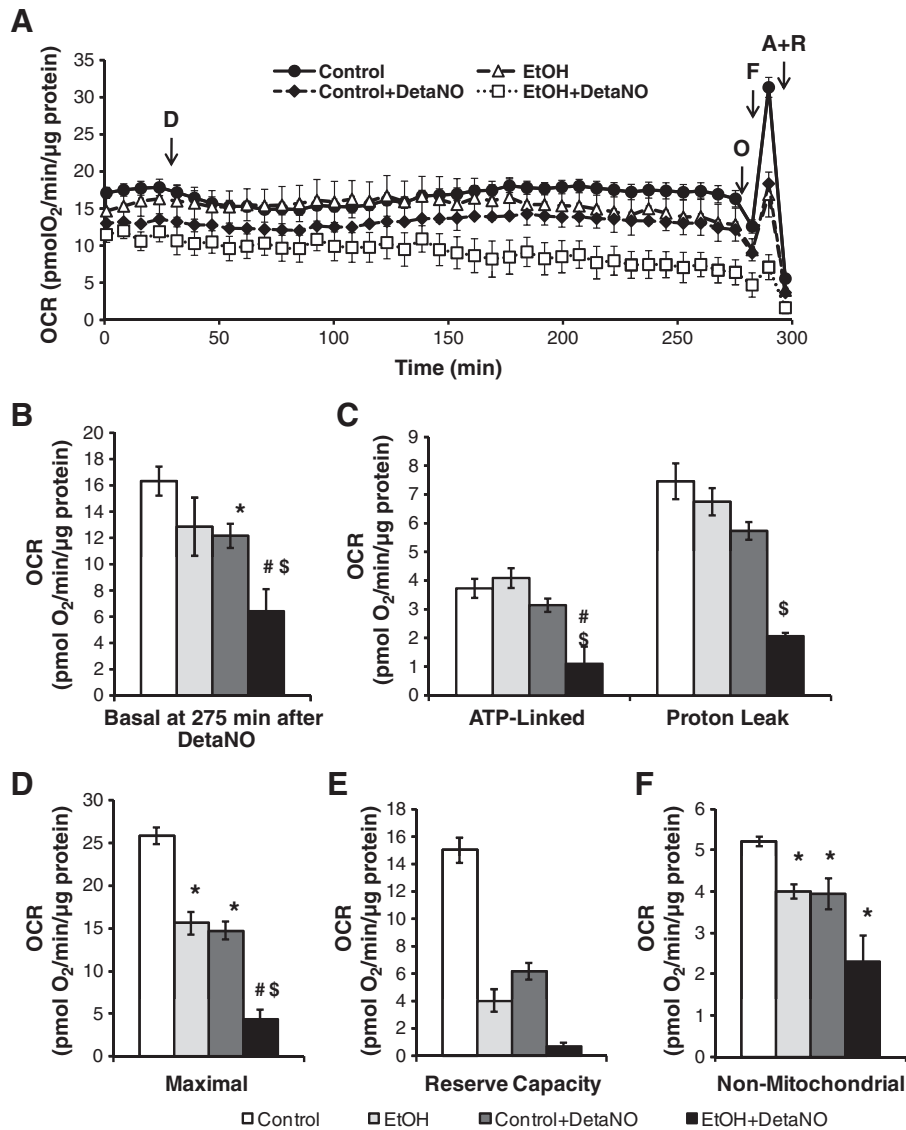 A
OCR (pmolO2/min/μg protein)
35
30
25
20
15
10
5
0
Control
EtOH
Control+DetaNO
EtOH+DetaNO
D
O
F
A+R
0 50 100 150 200 250 300
Time (min)
B
OCR
(pmol O2/min/μg protein)
20
18
16
14
12
10
8
6
4
2
0
*
# $
Basal at 275 min after
DetaNO
C
OCR
(pmol O2/min/μg protein)
9
8
7
6
5
4
3
2
1
0
#
$
$
ATP-Linked Proton Leak
D
OCR
(pmol O2/min/μg protein)
30
25
20
15
10
5
0
* *
# $
Maximal
E
OCR
(pmol O2/min/μg protein)
18
16
14
12
10
8
6
4
2
0
Reserve Capacity
F
OCR
(pmol O2/min/μg protein)
6
5
4
3
2
1
0
* * *
Non-Mitochondrial
Control EtOH Control+DetaNO EtOH+DetaNO